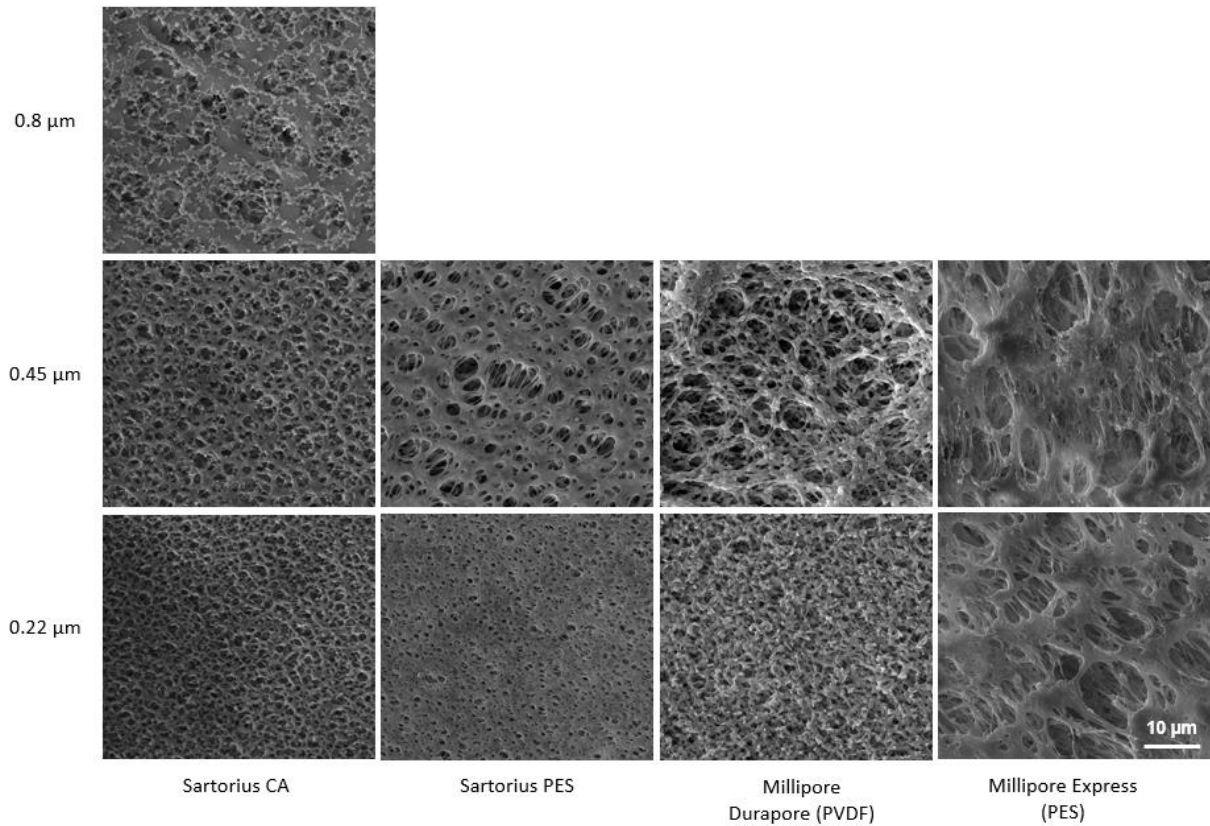 0.8 µm
0.45 µm
0.22 µm
10 µm
Sartorius CA
Sartorius PES
Millipore
Durapore (PVDF)
Millipore Express
(PES)